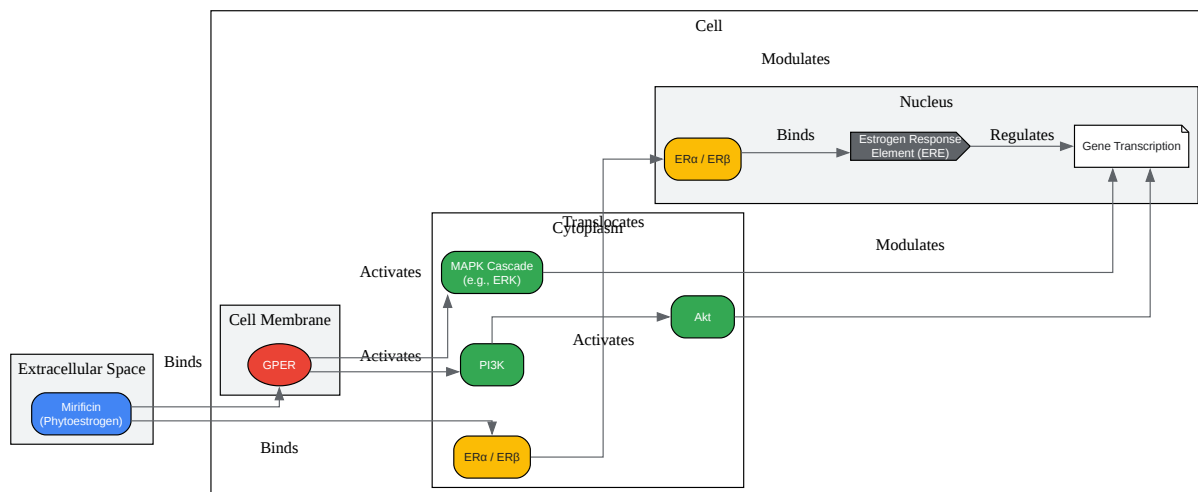 Cell
Modulates
Nucleus
ERα / ERβ
Binds
Estrogen Response
Element (ERE)
Regulates
Gene Transcription
Translocates
Cytoplasm
Modulates
MAPK Cascade
(e.g., ERK)
Activates
Akt
Cell Membrane
GPER
Activates
PI3K
Activates
Extracellular Space
Binds
Mirificin
(Phytoestrogen)
Binds
ERα / ERβ